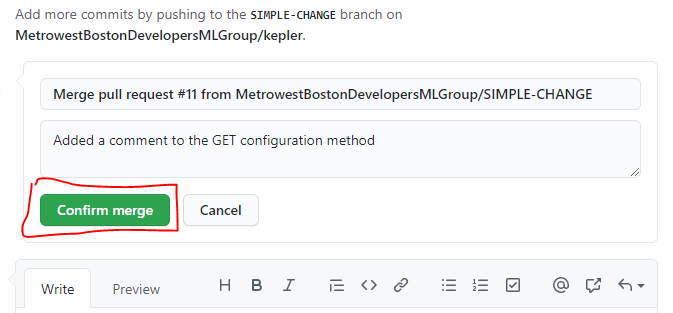 Add more commits by pushing to the SIMPLE-CHANGE branch on
MetrowestBostonDevelopersMLGroup/kepler.
Merge pull request #11 from MetrowestBostonDevelopersMLGroup/SIMPLE-CHANGE
Added a comment to the GET configuration method
Confirm merge Cancel
Write Preview H B I